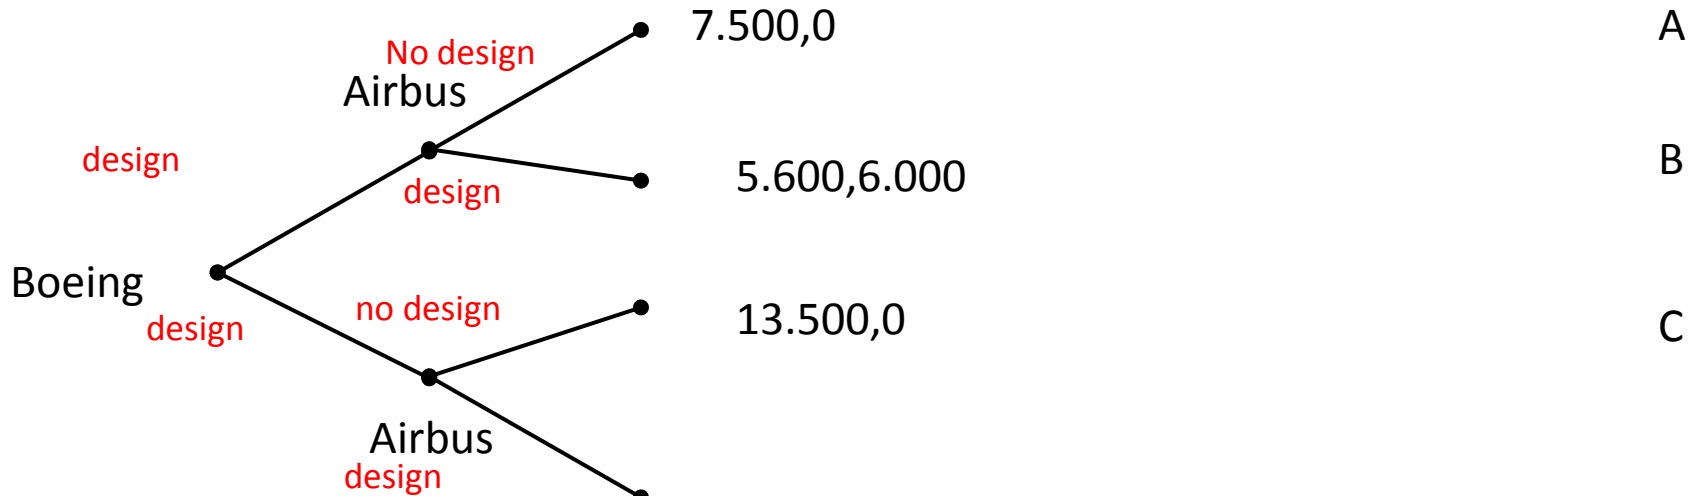 7.500,0 A
No design
Airbus
design B
design 5.600,6.000
Boeing
design no design 13.500,0 C
Airbus
design